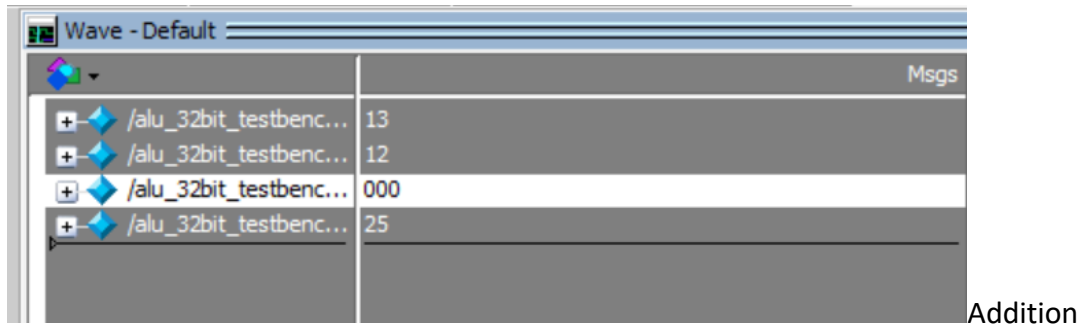 Wave - Default
Msgs
/alu_32bit_testbenc... 13
/alu_32bit_testbenc... 12
/alu_32bit_testbenc... 000
/alu_32bit_testbenc... 25
Addition